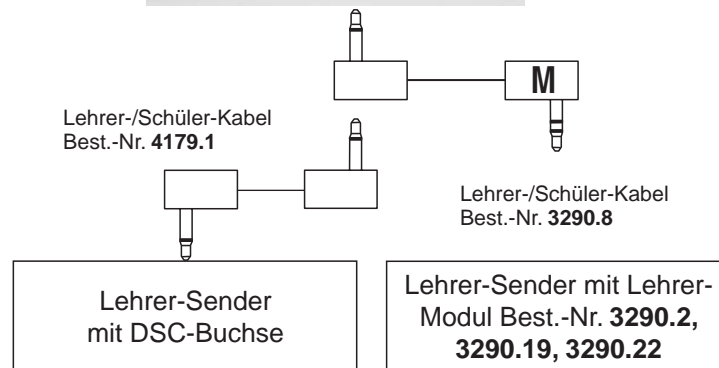 M
Lehrer-/Schüler-Kabel
Best.-Nr. 4179.1
Lehrer-/Schüler-Kabel
Best.-Nr. 3290.8
Lehrer-Sender
mit DSC-Buchse
Lehrer-Sender mit Lehrer-
Modul Best.-Nr. 3290.2,
3290.19, 3290.22